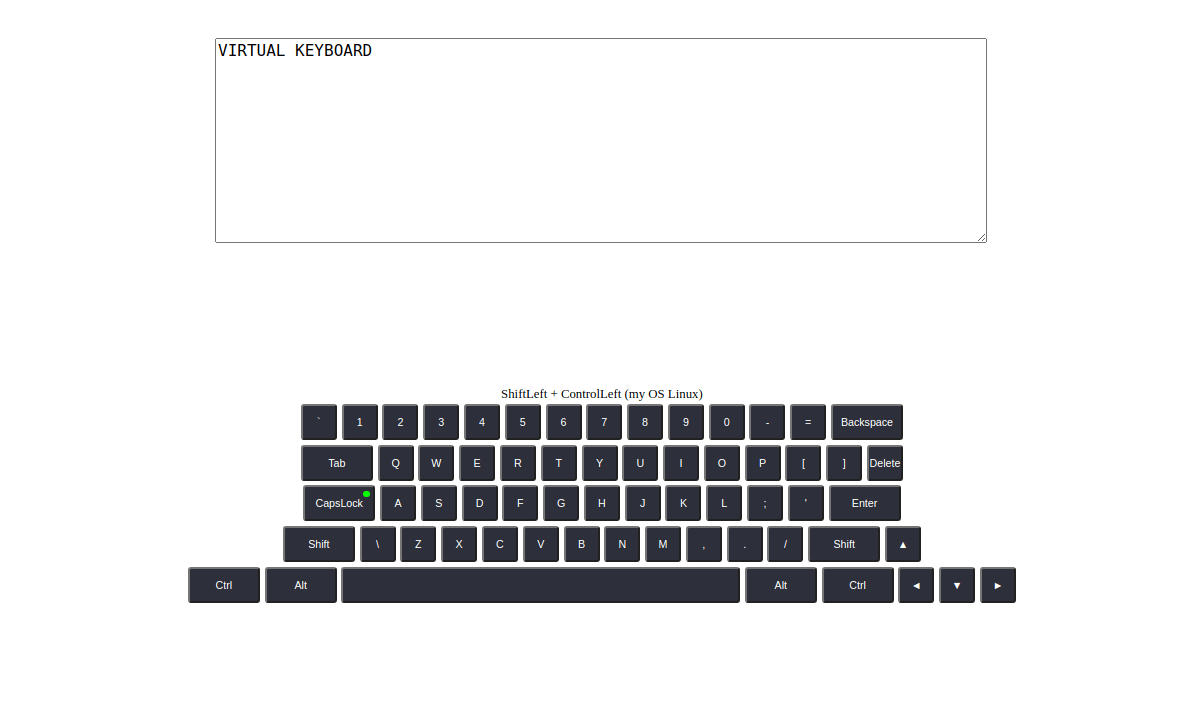 VIRTUAL KEYBOARD
ShiftLeft + ControlLeft (my OS Linux)
` 1 2 3 4 5 6 7 8 9 0 - = Backspace
Tab Q W E R T Y U I O P [ ] Delete
CapsLock A S D F G H J K L ; ' Enter
Shift \ Z X C V B N M , . / Shift ▲
Ctrl Alt Alt Ctrl ◄ ▼ ►